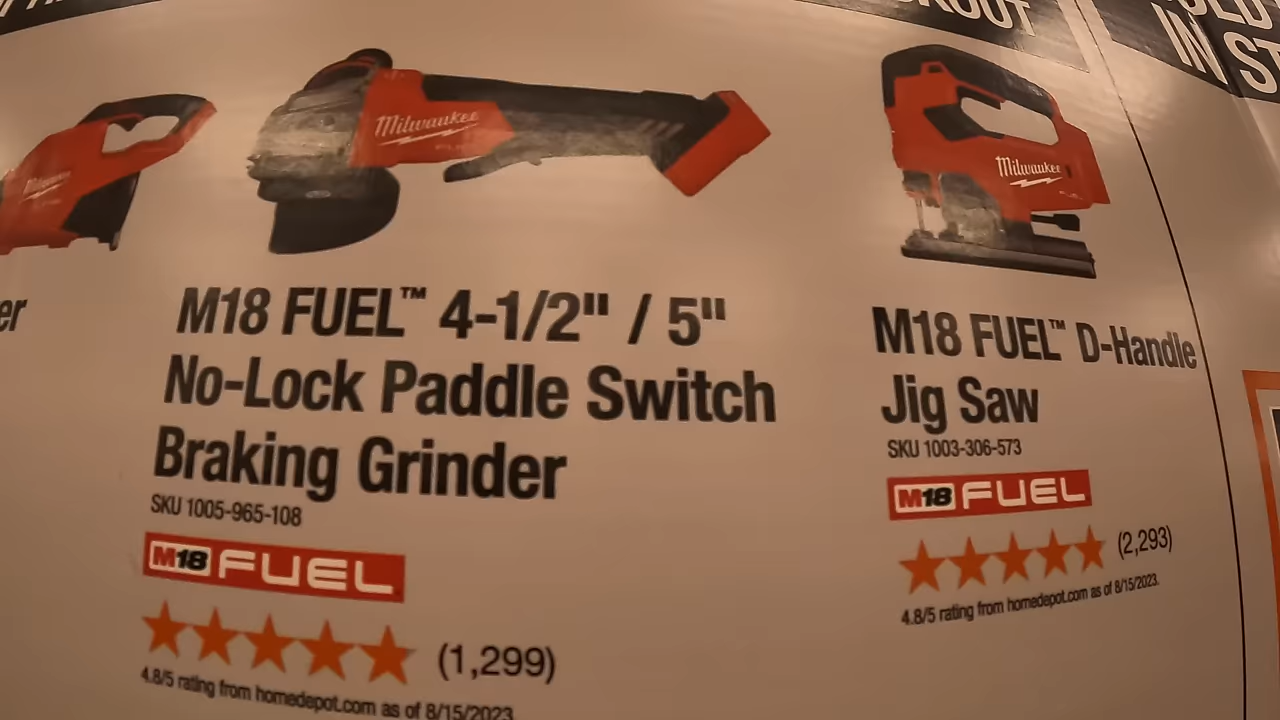 Milwaukee
Milwaukee
Milwaukee
er
M18 FUEL™ 4-1/2" / 5"
No-Lock Paddle Switch
Braking Grinder
SKU 1005-965-108
M18 FUEL
(1,299)
4.8/5 rating from homedepot.com as of 8/15/2023.
M18 FUEL™ D-Handle
Jig Saw
SKU 1003-306-573
M18 FUEL
(2,293)
4.8/5 rating from homedepot.com as of 8/15/2023.
IN ST